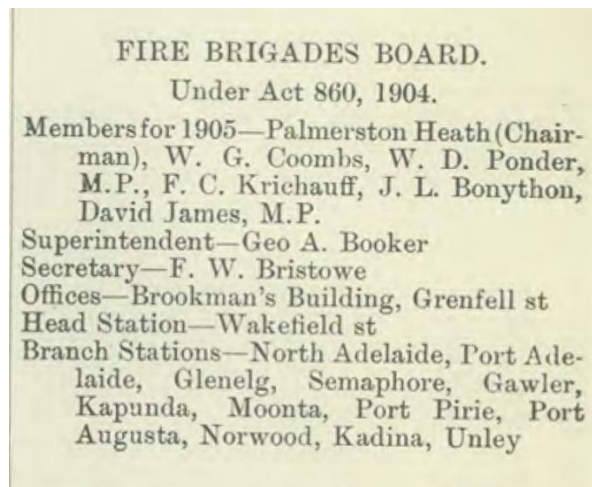 FIRE BRIGADES BOARD.
Under Act 860, 1904.
Members for 1905—Palmerston Heath (Chair-
man), W. G. Coombs, W. D. Ponder,
M.P., F. C. Krichauff, J. L. Bonython,
David James, M.P.
Superintendent—Geo A. Booker
Secretary—F. W. Bristowe
Offices—Brookman's Building, Grenfell st
Head Station—Wakefield st
Branch Stations—North Adelaide, Port Ade-
laide, Glenelg, Semaphore, Gawler,
Kapunda, Moonta, Port Pirie, Port
Augusta, Norwood, Kadina, Unley